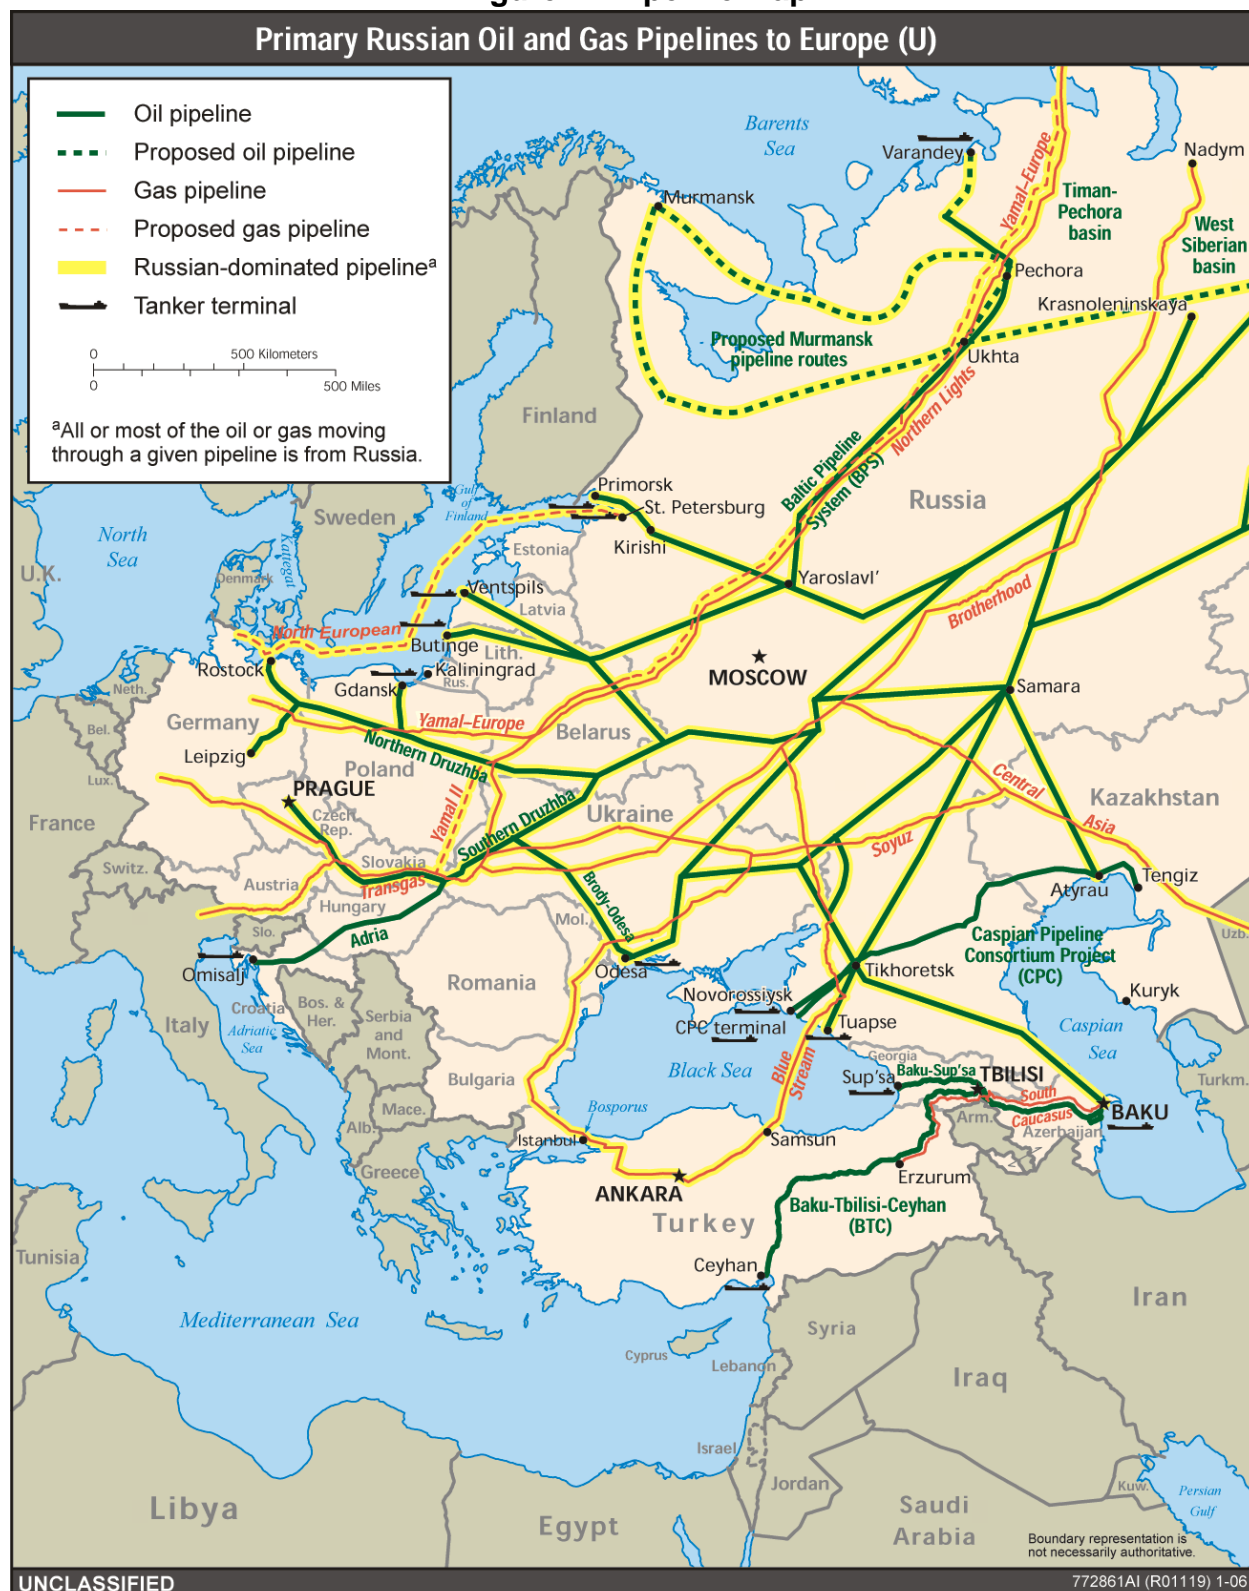 Primary Russian Oil and Gas Pipelines to Europe (U)
Oil pipeline
Proposed oil pipeline
Gas pipeline
Proposed gas pipeline
Russian-dominated pipelineᵃ
Tanker terminal
0 500 Kilometers
0 500 Miles
ᵃAll or most of the oil or gas moving
through a given pipeline is from Russia.
Barents
Sea
Varandey
Nadym
Murmansk
Yamal-Europe
Timan-
Pechora
basin
West
Siberian
basin
Pechora
Krasnoleninskaya
Proposed Murmansk
pipeline routes
Ukhta
Northern Lights
Finland
Baltic Pipeline
System (BPS)
Russia
Primorsk
St. Petersburg
Kirishi
Gulf
of
Finland
Sweden
North
Sea
Kattegat
U.K.
Denmark
Estonia
Yaroslavl'
Ventspils
Latvia
Brotherhood
North European
Butinge
Lith.
MOSCOW
Rostock
Kaliningrad
Rus.
Gdansk
Samara
Neth.
Germany
Yamal-Europe
Belarus
Bel.
Leipzig
Northern Druzhba
Poland
Lux.
PRAGUE
Czech
Rep.
Yamal II
Southern Druzhba
Ukraine
Central
Asia
Kazakhstan
France
Soyuz
Switz.
Slovakia
Austria
Transgas
Hungary
Brody-Odesa
Atyrau
Tengiz
Mol.
Slo.
Adria
Caspian Pipeline
Consortium Project
(CPC)
Uzb.
Omisalj
Odesa
Tikhoretsk
Romania
Novorossiysk
Kuryk
Croatia
Bos. &
Her.
CPC terminal
Tuapse
Italy
Adriatic
Sea
Serbia
and
Mont.
Caspian
Sea
Georgia
Black Sea
Blue
Stream
Sup'sa
Baku-Sup'sa
TBILISI
Bulgaria
Turkm.
South
Caucasus
BAKU
Mace.
Bosporus
Arm.
Azerbaijan
Alb.
Istanbul
Samsun
Greece
Erzurum
ANKARA
Baku-Tbilisi-Ceyhan
(BTC)
Turkey
Tunisia
Ceyhan
Iran
Mediterranean Sea
Syria
Cyprus
Lebanon
Iraq
Israel
Jordan
Kuw.
Persian
Gulf
Libya
Egypt
Saudi
Arabia
Boundary representation is
not necessarily authoritative.
UNCLASSIFIED
772861AI (R01119) 1-06